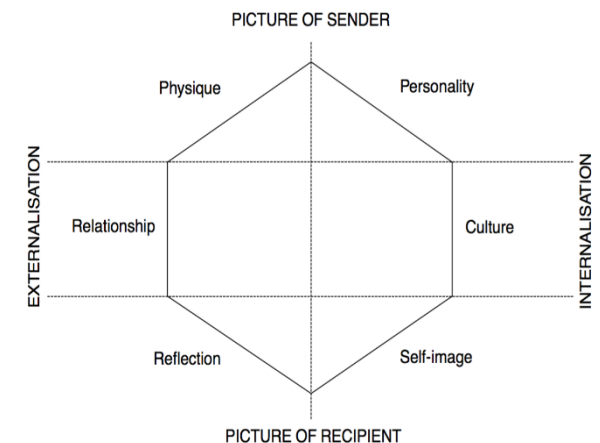 PICTURE OF SENDER
Physique
Personality
EXTERNALISATION
INTERNALISATION
Relationship
Culture
Reflection
Self-image
PICTURE OF RECIPIENT